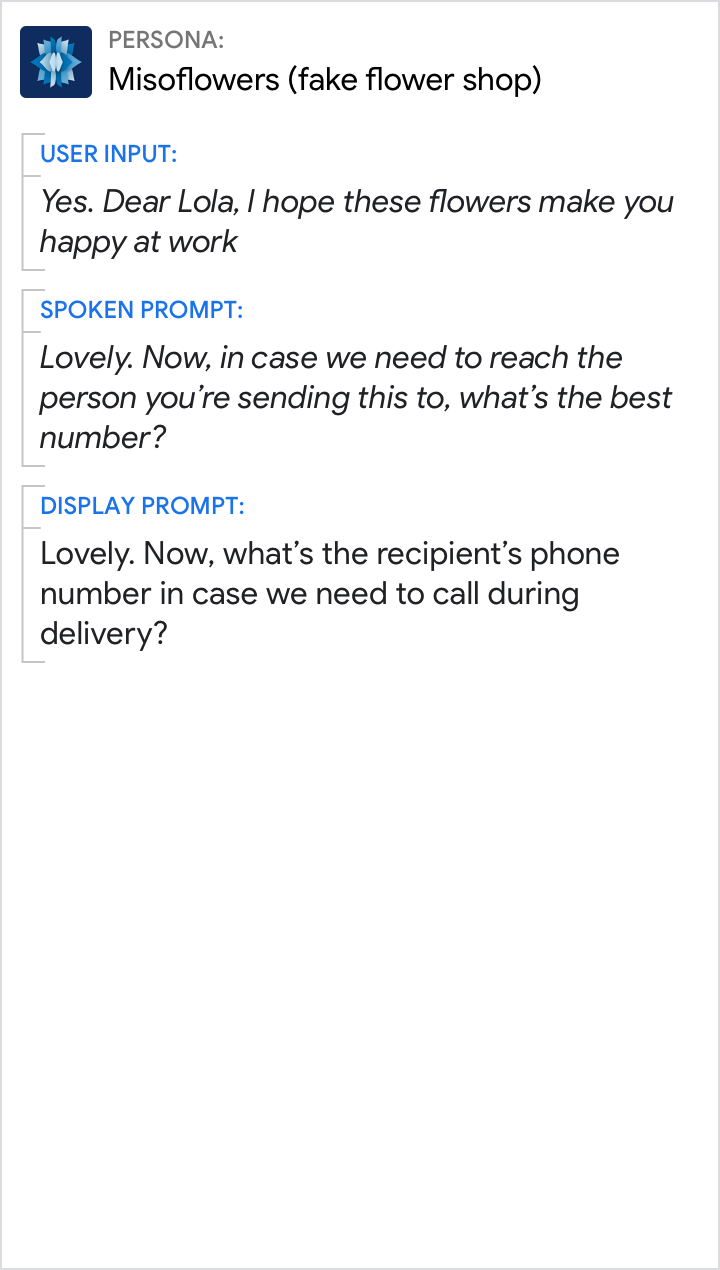 PERSONA:
Misoflowers (fake flower shop)
USER INPUT:
Yes. Dear Lola, I hope these flowers make you
happy at work
SPOKEN PROMPT:
Lovely. Now, in case we need to reach the
person you’re sending this to, what’s the best
number?
DISPLAY PROMPT:
Lovely. Now, what’s the recipient’s phone
number in case we need to call during
delivery?